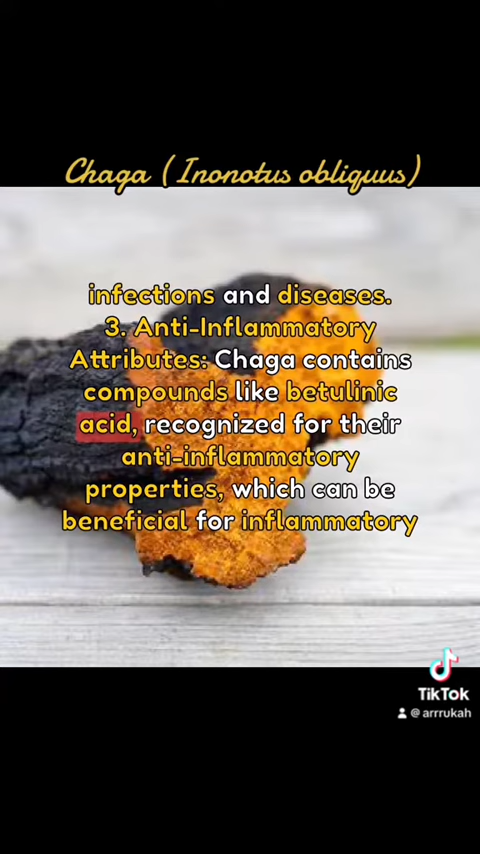 Chaga (Inonotus obliquus)
infections and diseases.
3. Anti-Inflammatory
Attributes: Chaga contains
compounds like betulinic
acid, recognized for their
anti-inflammatory
properties, which can be
beneficial for inflammatory
TikTok
@ arrrukah